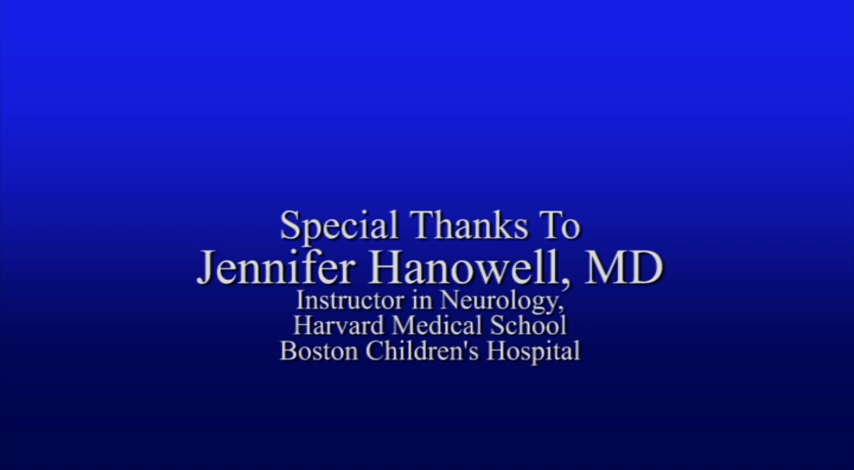 Special Thanks To
Jennifer Hanowell, MD
Instructor in Neurology,
Harvard Medical School
Boston Children's Hospital